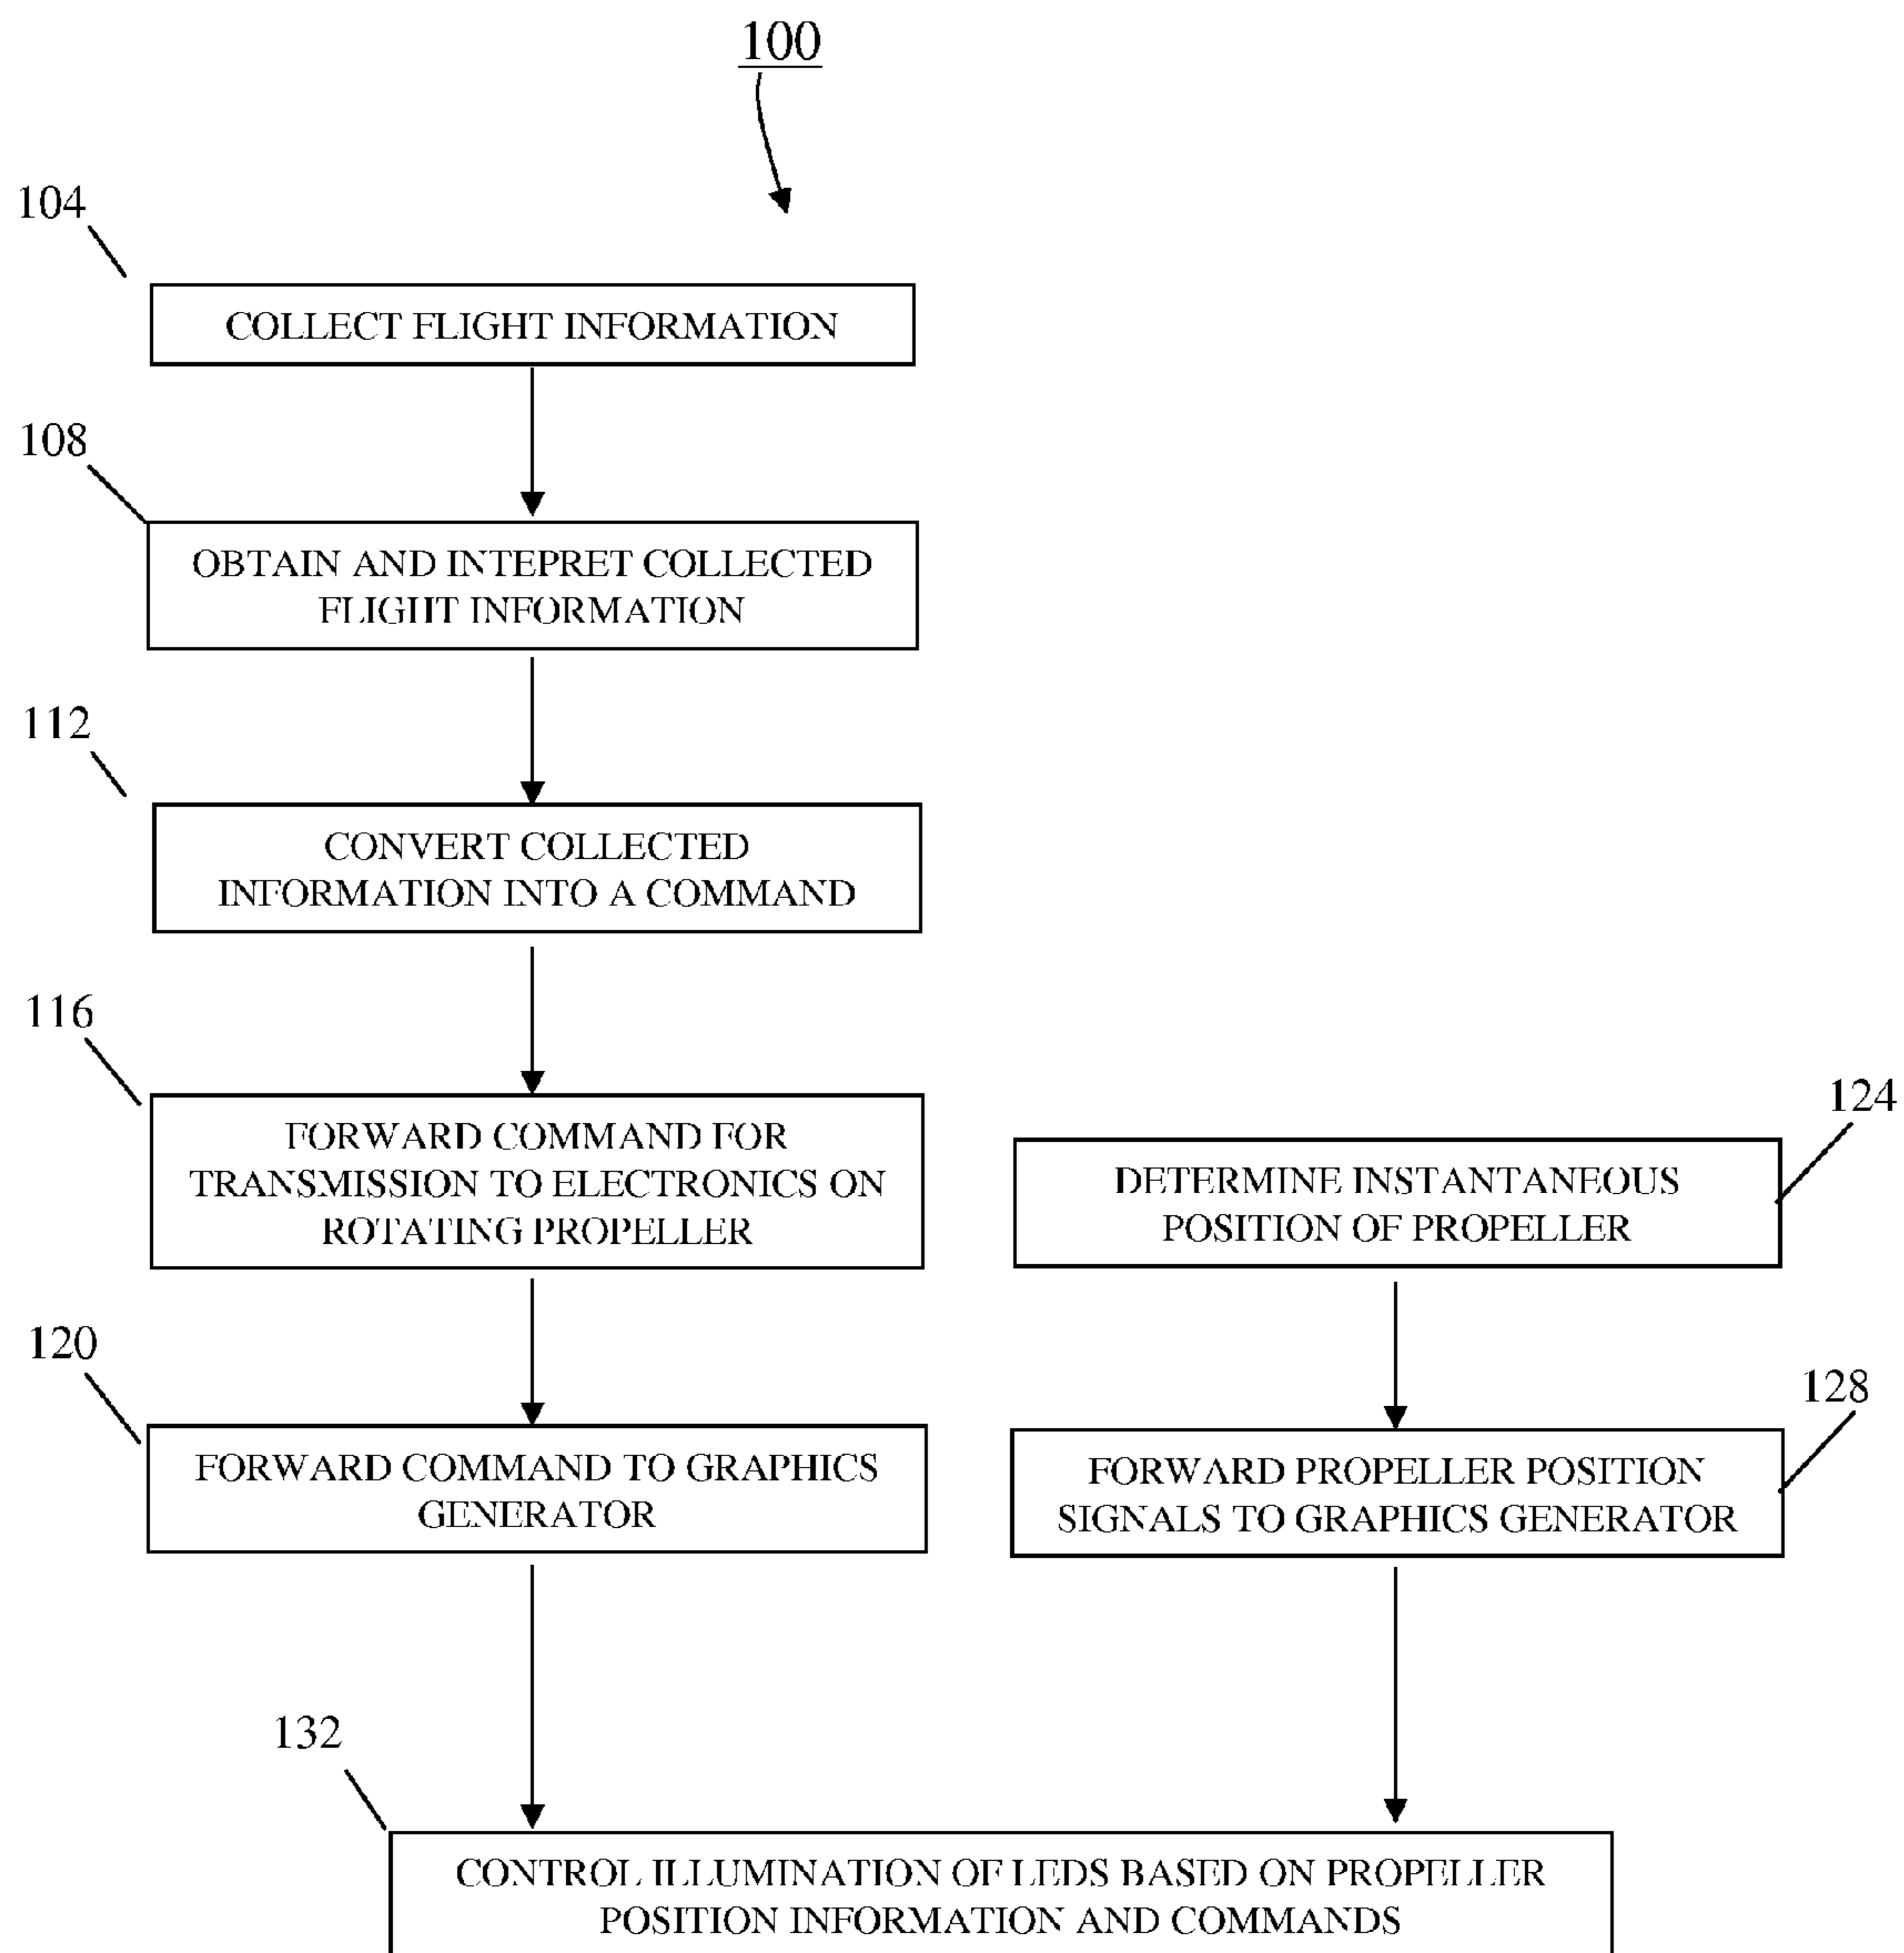 100
104
COLLECT FLIGHT INFORMATION
108
OBTAIN AND INTEPRET COLLECTED
FLIGHT INFORMATION
112
CONVERT COLLECTED
INFORMATION INTO A COMMAND
116
FORWARD COMMAND FOR
TRANSMISSION TO ELECTRONICS ON
ROTATING PROPELLER
124
DETERMINE INSTANTANEOUS
POSITION OF PROPELLER
120
FORWARD COMMAND TO GRAPHICS
GENERATOR
128
FORWARD PROPELLER POSITION
SIGNALS TO GRAPHICS GENERATOR
132
CONTROL ILLUMINATION OF LEDS BASED ON PROPELLER
POSITION INFORMATION AND COMMANDS